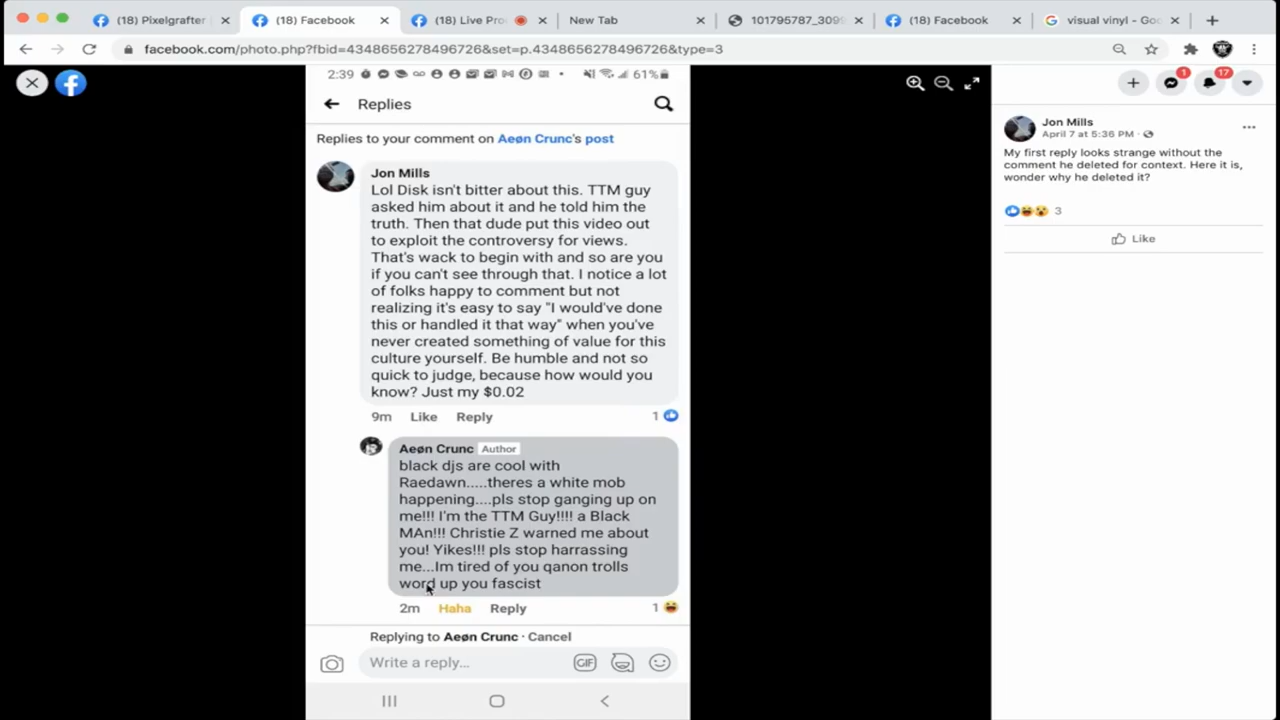 (18) Pixelgrafter
(18) Facebook
(18) Live Pro
New Tab
101795787_309
(18) Facebook
visual vinyl - Goo
facebook.com/photo.php?fbid=4348656278496726&set=p.4348656278496726&type=3
2:39
61%
Replies
Replies to your comment on Aeøn Crunc's post
Jon Mills
Lol Disk isn't bitter about this. TTM guy
asked him about it and he told him the
truth. Then that dude put this video out
to exploit the controversy for views.
That's wack to begin with and so are you
if you can't see through that. I notice a lot
of folks happy to comment but not
realizing it's easy to say "I would've done
this or handled it that way" when you've
never created something of value for this
culture yourself. Be humble and not so
quick to judge, because how would you
know? Just my $0.02
9m Like Reply 1
Aeøn Crunc Author
black djs are cool with
Raedawn.....theres a white mob
happening....pls stop ganging up on
me!!! I'm the TTM Guy!!!! a Black
MAn!!! Christie Z warned me about
you! Yikes!!! pls stop harrassing
me...Im tired of you qanon trolls
word up you fascist
2m Haha Reply 1
Replying to Aeøn Crunc · Cancel
Write a reply...
GIF
1
17
Jon Mills
April 7 at 5:36 PM ·
My first reply looks strange without the
comment he deleted for context. Here it is,
wonder why he deleted it?
3
Like